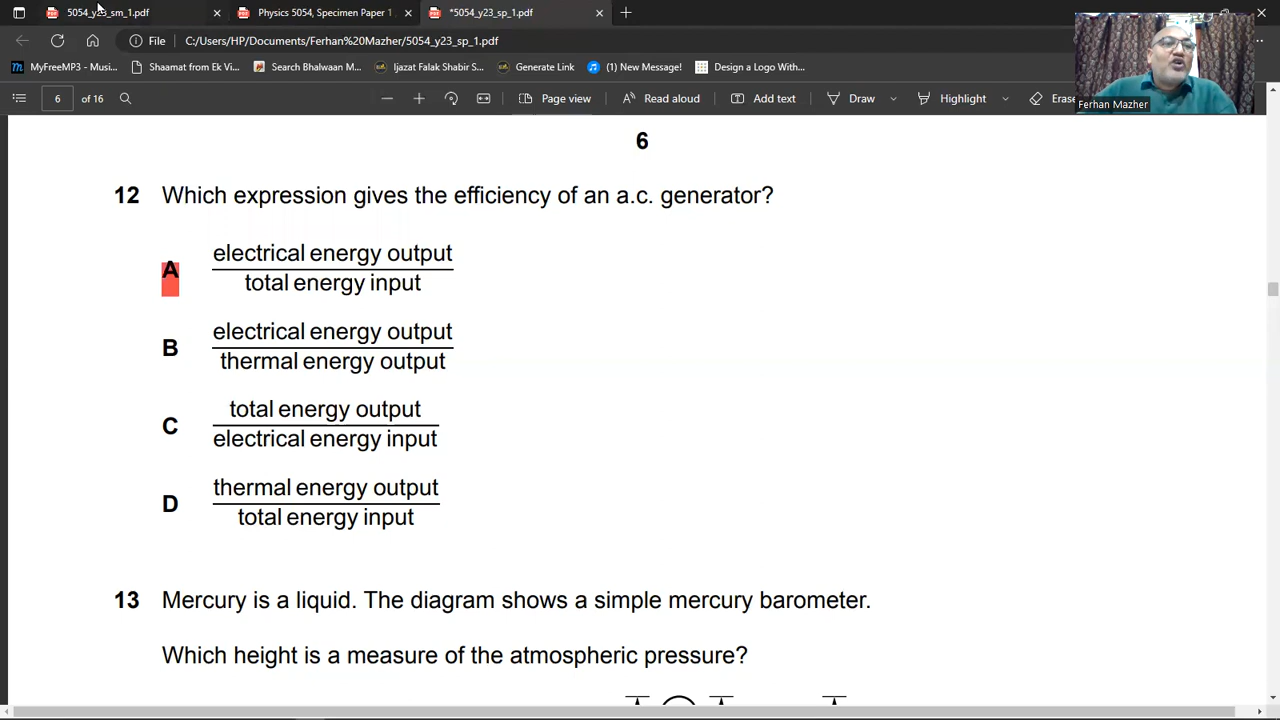 5054_y23_sm_1.pdf
Physics 5054, Specimen Paper 1
*5054_y23_sp_1.pdf
File
C:/Users/HP/Documents/Ferhan%20Mazher/5054_y23_sp_1.pdf
MyFreeMP3 - Musi...
Shaamat from Ek Vi...
Search Bhalwaan M...
Ijazat Falak Shabir S...
Generate Link
(1) New Message!
Design a Logo With...
6
of 16
Page view
Read aloud
Add text
Draw
Highlight
Erase
Ferhan Mazher
6
12 Which expression gives the efficiency of an a.c. generator?
A
electrical energy output
total energy input
B
electrical energy output
thermal energy output
C
total energy output
electrical energy input
D
thermal energy output
total energy input
13 Mercury is a liquid. The diagram shows a simple mercury barometer.
Which height is a measure of the atmospheric pressure?